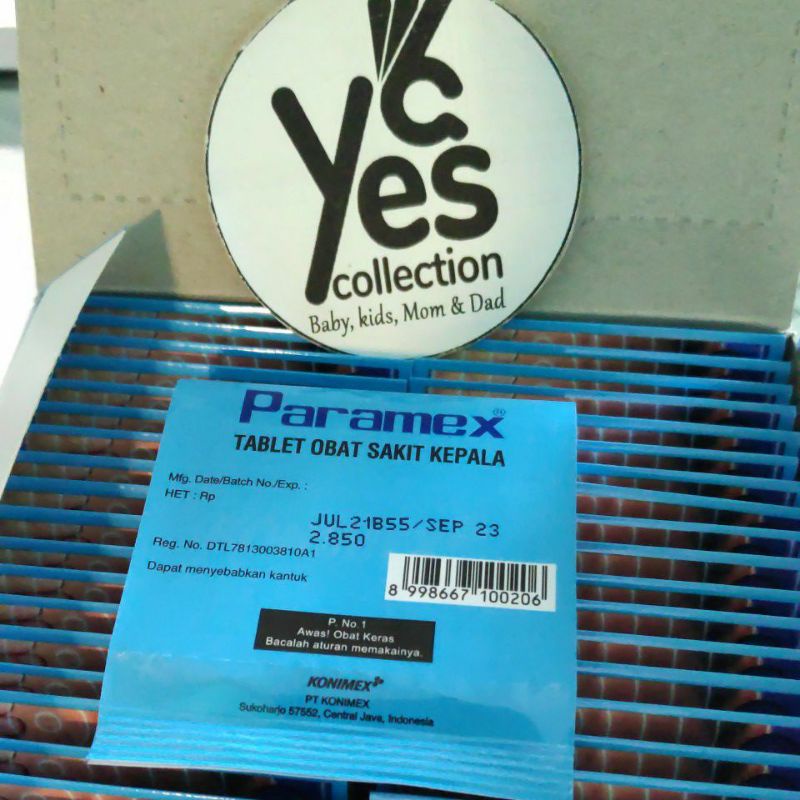 Yc
Yes
collection
Baby, kids, Mom & Dad
Paramex®
TABLET OBAT SAKIT KEPALA
Mfg. Date/Batch No./Exp. :
HET : Rp
JUL21B55/SEP 23
2.850
Reg. No. DTL7813003810A1
Dapat menyebabkan kantuk
8 998667 100206
P. No.1
Awas! Obat Keras
Bacalah aturan memakainya.
KONIMEX
PT KONIMEX
Sukoharjo 57552, Central Java, Indonesia